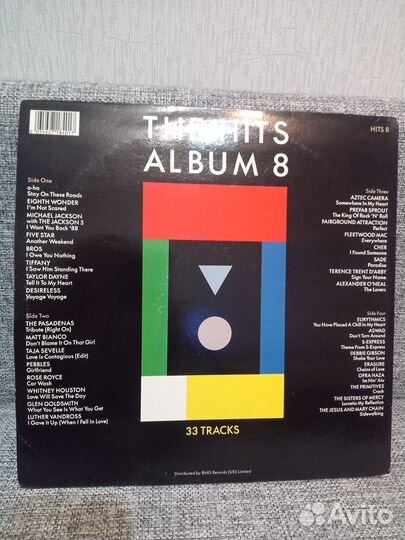 THE HITS
ALBUM 8
HITS 8
Side One
a-ha
Stay On These Roads
EIGHTH WONDER
I'm Not Scared
MICHAEL JACKSON
with THE JACKSON 5
I Want You Back '88
FIVE STAR
Another Weekend
BROS
I Owe You Nothing
TIFFANY
I Saw Him Standing There
TAYLOR DAYNE
Tell It To My Heart
DESIRELESS
Voyage Voyage
Side Two
THE PASADENAS
Tribute (Right On)
MATT BIANCO
Don't Blame It On That Girl
TAJA SEVELLE
Love Is Contagious (Edit)
PEBBLES
Girlfriend
ROSE ROYCE
Car Wash
WHITNEY HOUSTON
Love Will Save The Day
GLEN GOLDSMITH
What You See Is What You Get
LUTHER VANDROSS
I Gave It Up (When I Fell In Love)
Side Three
AZTEC CAMERA
Somewhere In My Heart
PREFAB SPROUT
The King Of Rock 'N' Roll
FAIRGROUND ATTRACTION
Perfect
FLEETWOOD MAC
Everywhere
CHER
I Found Someone
SADE
Paradise
TERENCE TRENT D'ARBY
Sign Your Name
ALEXANDER O'NEAL
The Lovers
Side Four
EURYTHMICS
You Have Placed A Chill In My Heart
ASWAD
Don't Turn Around
S-EXPRESS
Theme From S-Express
DEBBIE GIBSON
Shake Your Love
ERASURE
Chains of Love
OFRA HAZA
Im Nin' Alu
THE PRIMITIVES
Crash
THE SISTERS OF MERCY
Lucretia My Reflection
THE JESUS AND MARY CHAIN
Sidewalking
33 TRACKS
Distributed by BMG Records (UK) Limited
Avito